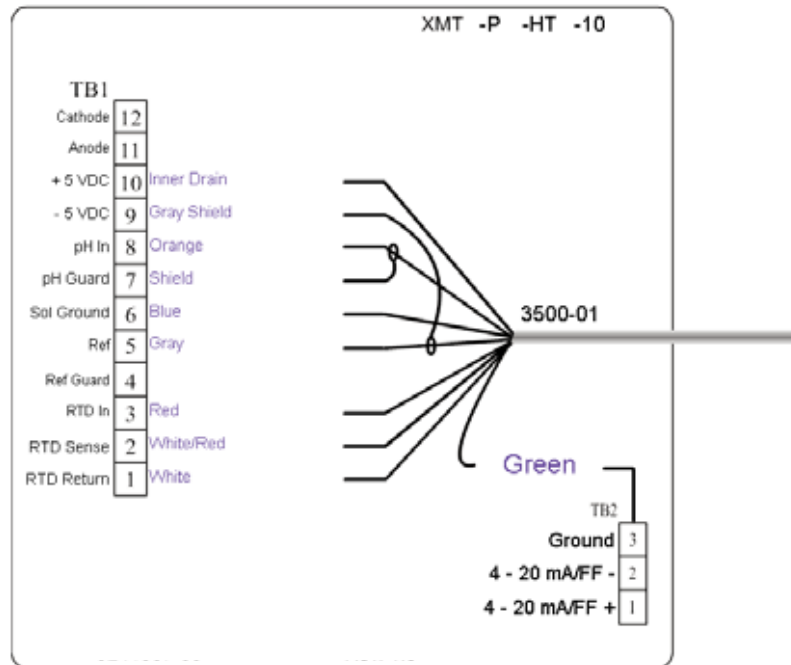 XMT -P -HT -10
TB1
Cathode 12
Anode 11
+ 5 VDC 10 Inner Drain
- 5 VDC 9 Gray Shield
pH In 8 Orange
pH Guard 7 Shield
Sol Ground 6 Blue
3500-01
Ref 5 Gray
Ref Guard 4
RTD In 3 Red
RTD Sense 2 White/Red
RTD Return 1 White
Green
TB2
Ground 3
4 - 20 mA/FF - 2
4 - 20 mA/FF + 1